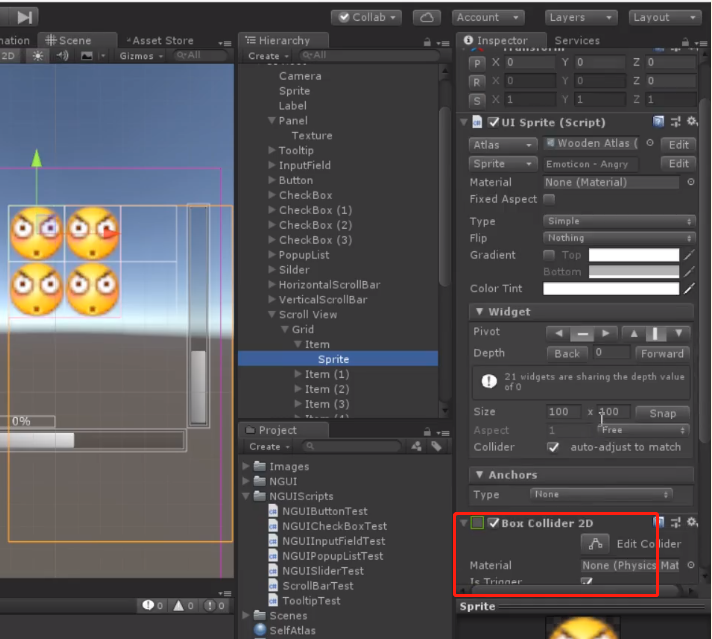 Collab
Account
Layers
Layout
mation
Scene
Asset Store
2D
Gizmos
All
0%
0
0
0
Hierarchy
Create
All
Camera
Sprite
Label
Panel
Texture
Tooltip
InputField
Button
CheckBox
CheckBox (1)
CheckBox (2)
CheckBox (3)
PopupList
Silder
HorizontalScrollBar
VerticalScrollBar
Scroll View
Grid
Item
Sprite
Item (1)
Item (2)
Item (3)
Project
Create
Images
NGUI
NGUIScripts
NGUIButtonTest
NGUICheckBoxTest
NGUIInputFieldTest
NGUIPopupListTest
NGUISliderTest
ScrollBarTest
TooltipTest
Scenes
SelfAtlas
Inspector
Services
Transform
P X 0 Y 0 Z 0
R X 0 Y 0 Z 0
S X 1 Y 1 Z 1
UI Sprite (Script)
Atlas Wooden Atlas ( Edit
Sprite Emoticon - Angry Edit
Material None (Material)
Fixed Aspect
Type Simple
Flip Nothing
Gradient Top
Bottom
Color Tint
Widget
Pivot
Depth Back 0 Forward
21 widgets are sharing the depth value
of 0
Size 100 x 100 Snap
Aspect 1 Free
Collider auto-adjust to match
Anchors
Type None
Box Collider 2D
Edit Collider
Material None (Physics Mat
Is Trigger
Sprite